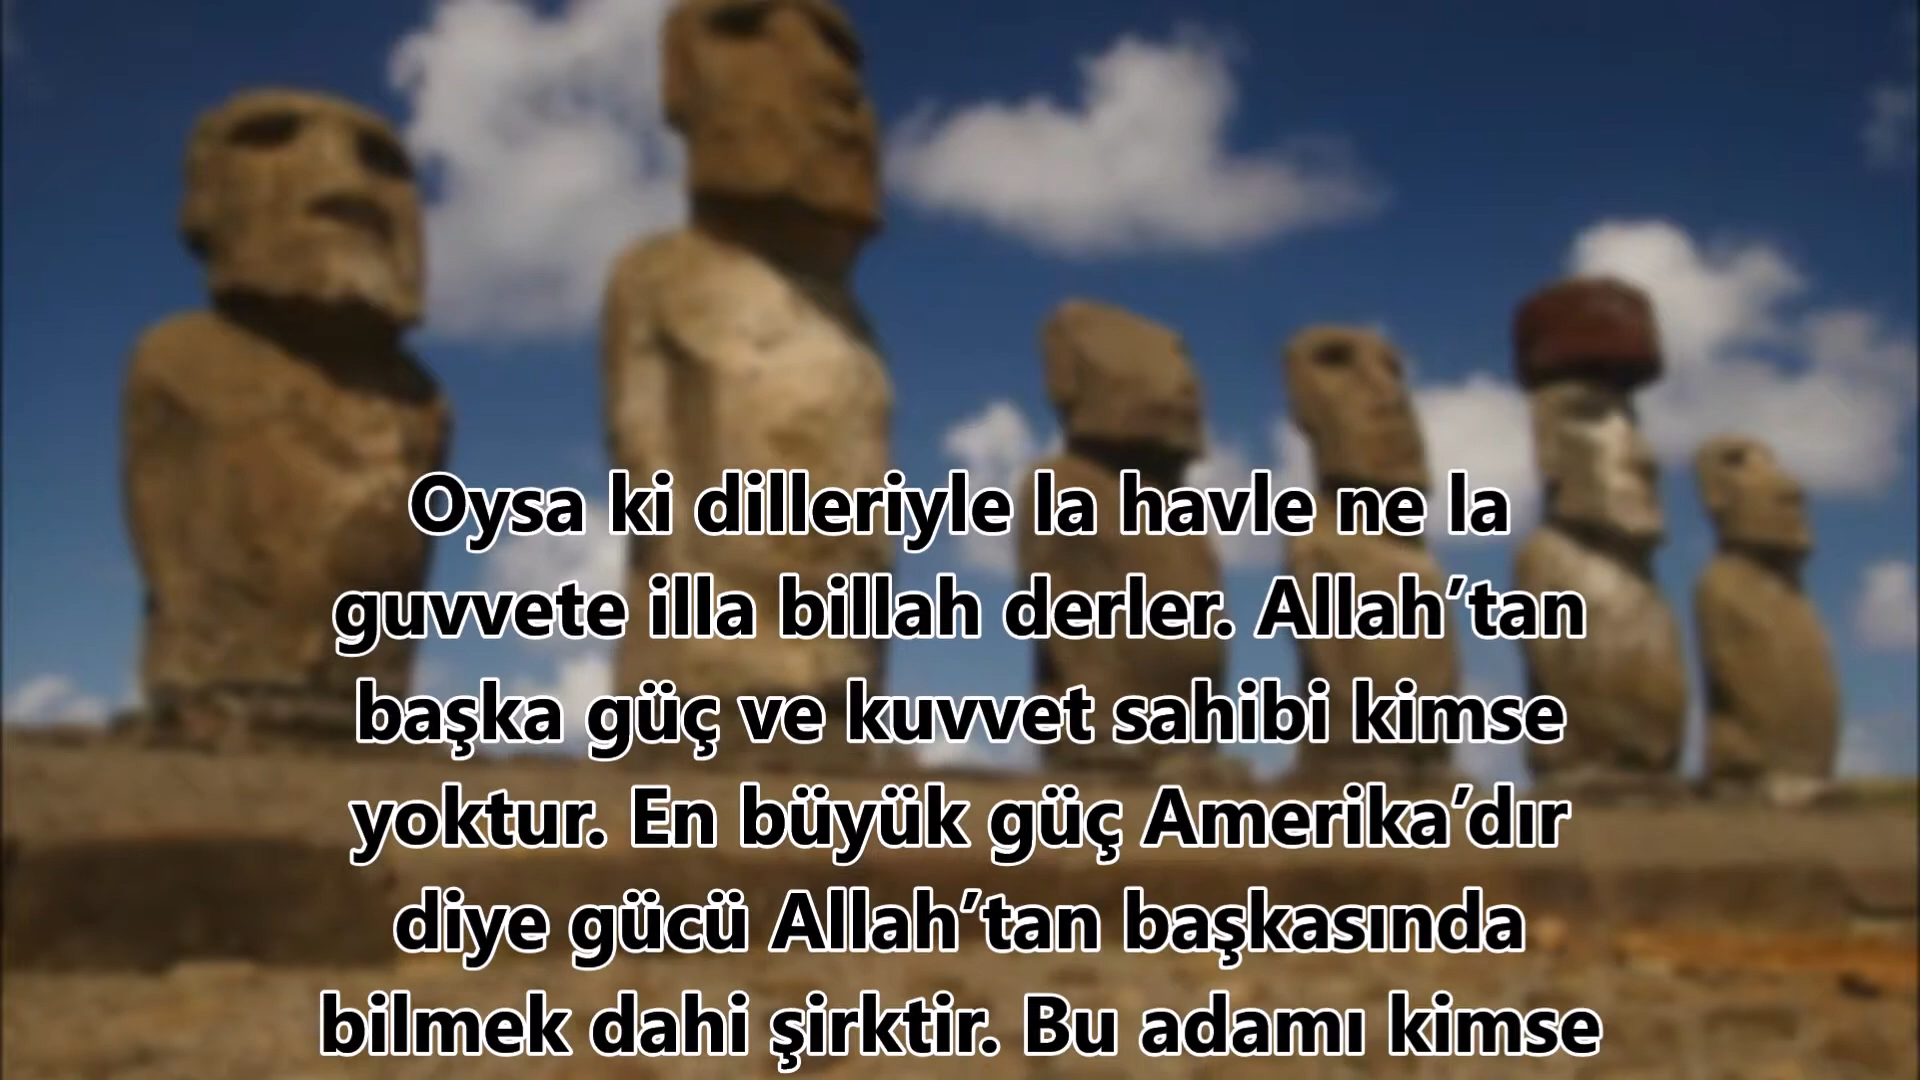 Oysa ki dilleriyle la havle ne la
guvvete illa billah derler. Allah’tan
başka güç ve kuvvet sahibi kimse
yoktur. En büyük güç Amerika’dır
diye gücü Allah’tan başkasında
bilmek dahi şirktir. Bu adamı kimse